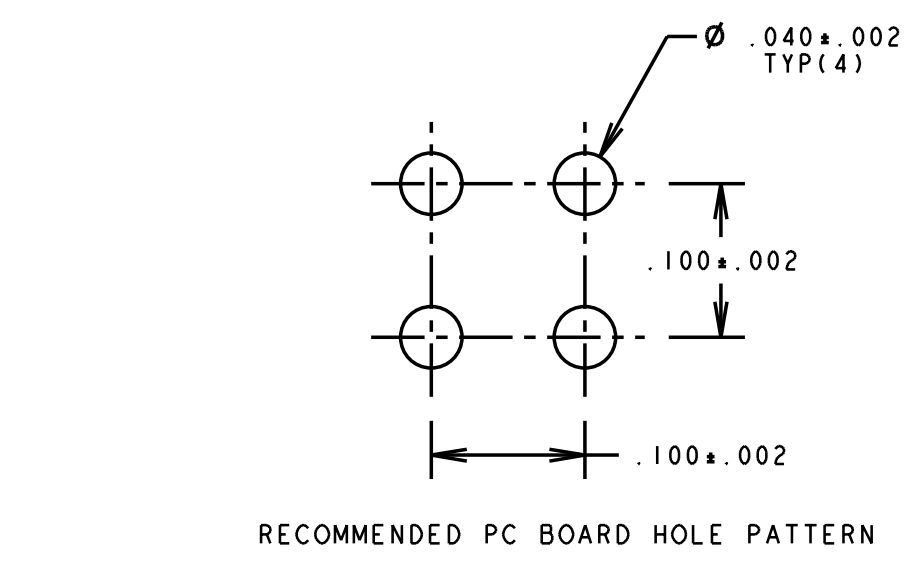 Ø .040±.002
TYP(4)
.100±.002
.100±.002
RECOMMENDED PC BOARD HOLE PATTERN